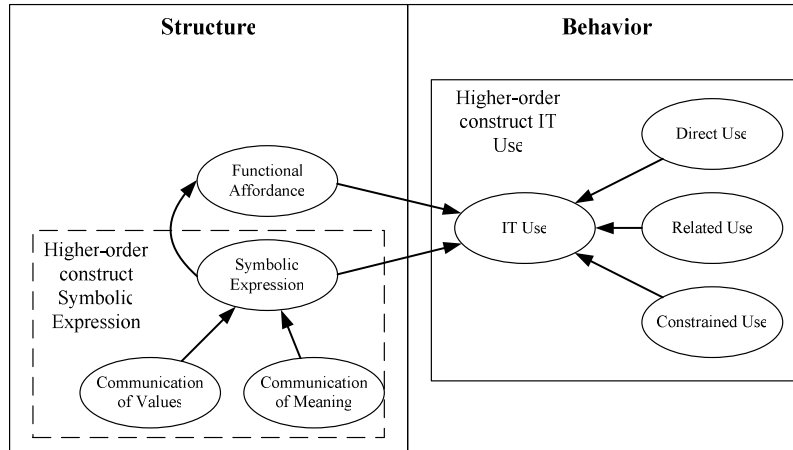 Structure
Behavior
Functional
Affordance
Higher-order
construct
Symbolic
Expression
Symbolic
Expression
Communication
of Values
Communication
of Meaning
Higher-order
construct IT
Use
IT Use
Direct Use
Related Use
Constrained Use